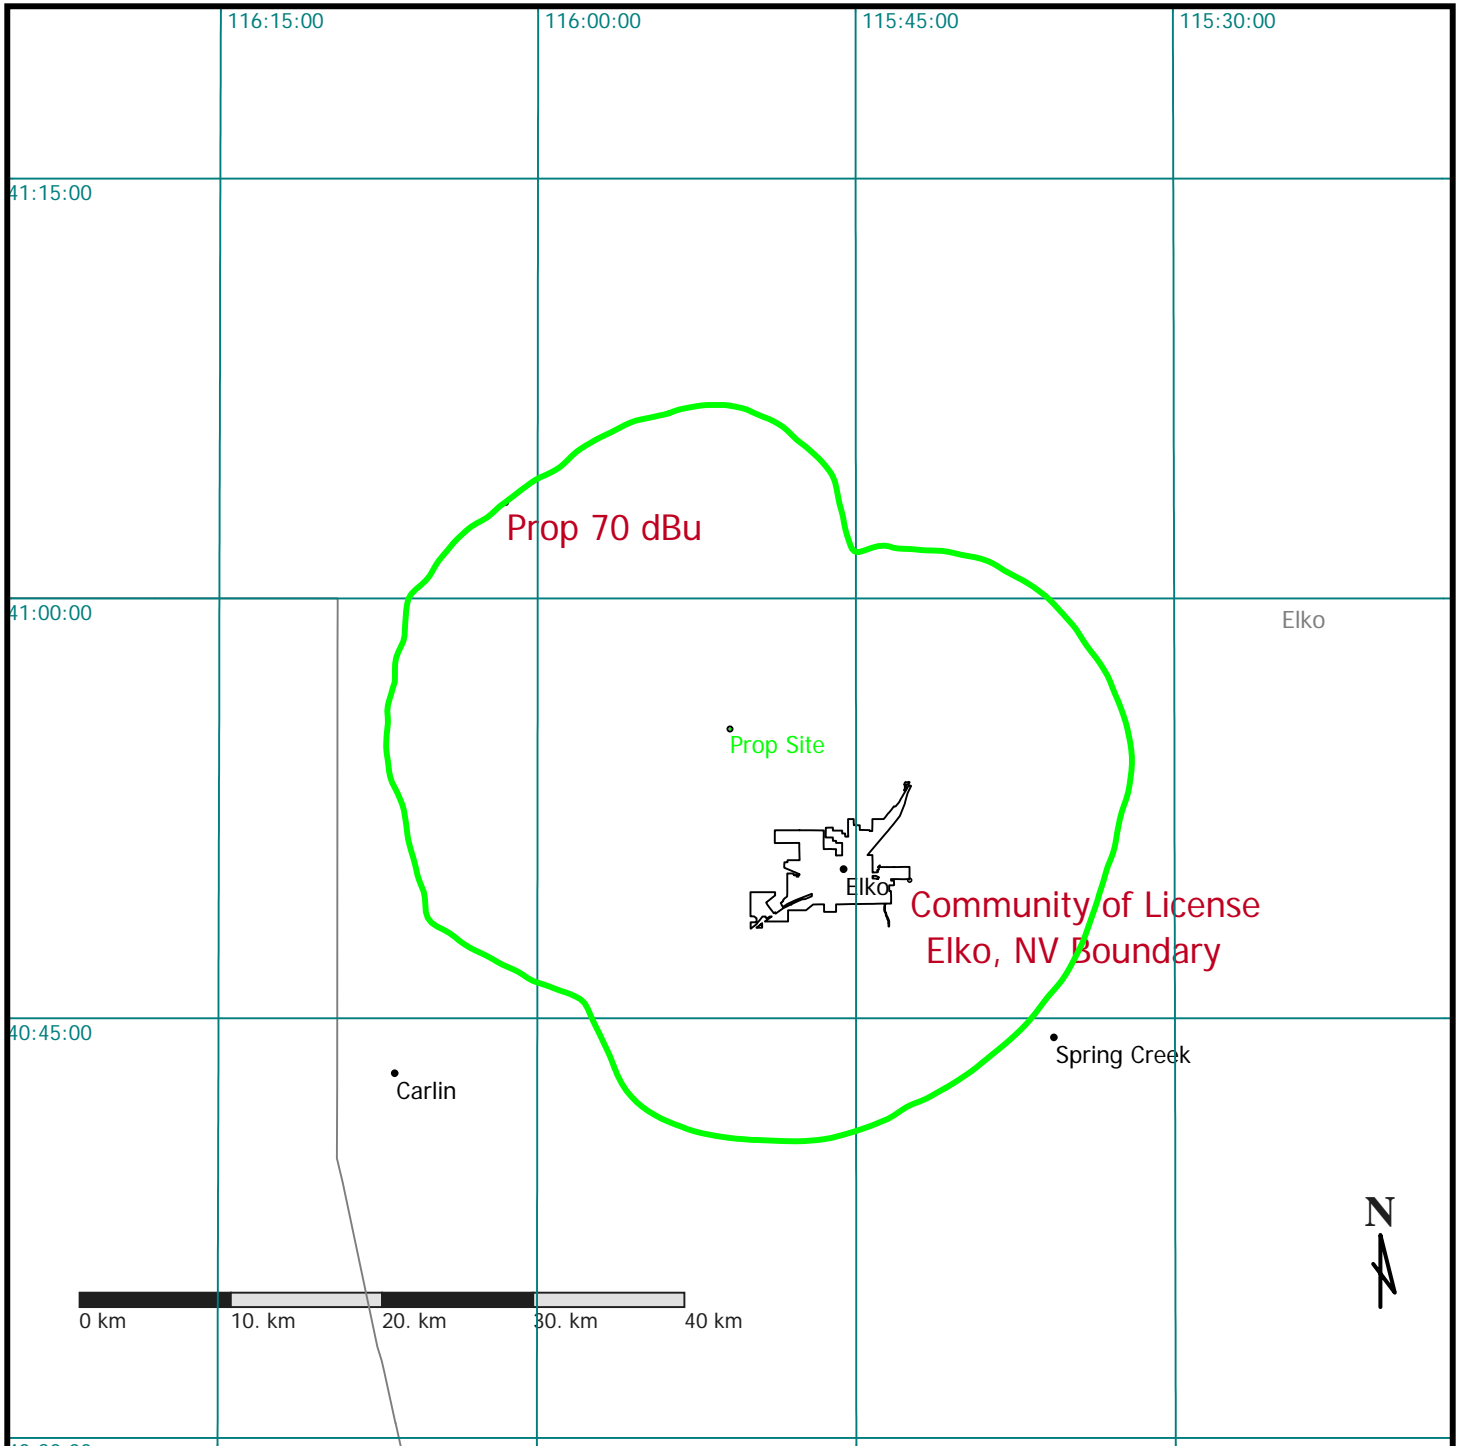 116:15:00
116:00:00
115:45:00
115:30:00
41:15:00
Prop 70 dBu
41:00:00
Elko
Prop Site
Elko
Community of License
Elko, NV Boundary
40:45:00
Spring Creek
Carlin
N
0 km
10. km
20. km
30. km
40 km